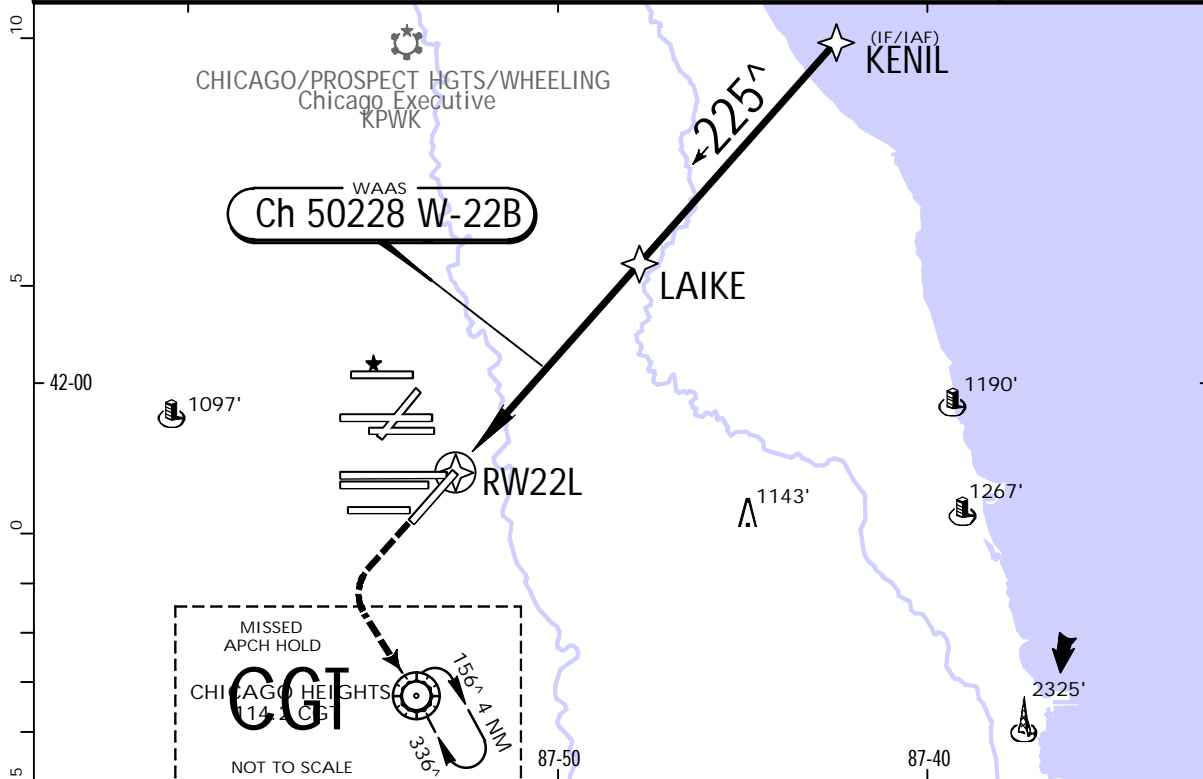 10
(IF/IAF)
KENIL
CHICAGO/PROSPECT HGTS/WHEELING
Chicago Executive
KPWK
225^
WAAS
Ch 50228 W-22B
5
LAIKE
42-00
1097'
1190'
RW22L
1143'
1267'
0
MISSED
APCH HOLD
CGT
CHICAGO HEIGHTS
114.2 CGT
156^ 4 NM
336^
2325'
NOT TO SCALE
87-50
87-40
5